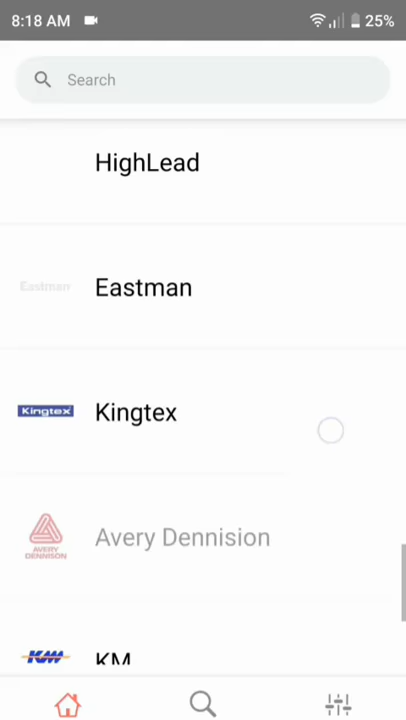 8:18 AM 25%
Search
HighLead
Eastman Eastman
Kingtex Kingtex
AVERY DENNISON Avery Dennision
KM KM